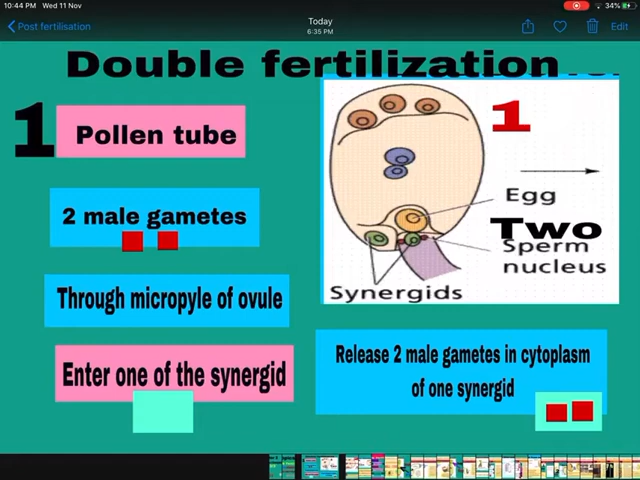 10:44 PM Wed 11 Nov
34%
Post fertilisation
Today
6:35 PM
Edit
Double fertilization
1
Pollen tube
2 male gametes
Through micropyle of ovule
Enter one of the synergid
1
Egg
Two
Sperm
nucleus
Synergids
Release 2 male gametes in cytoplasm
of one synergid